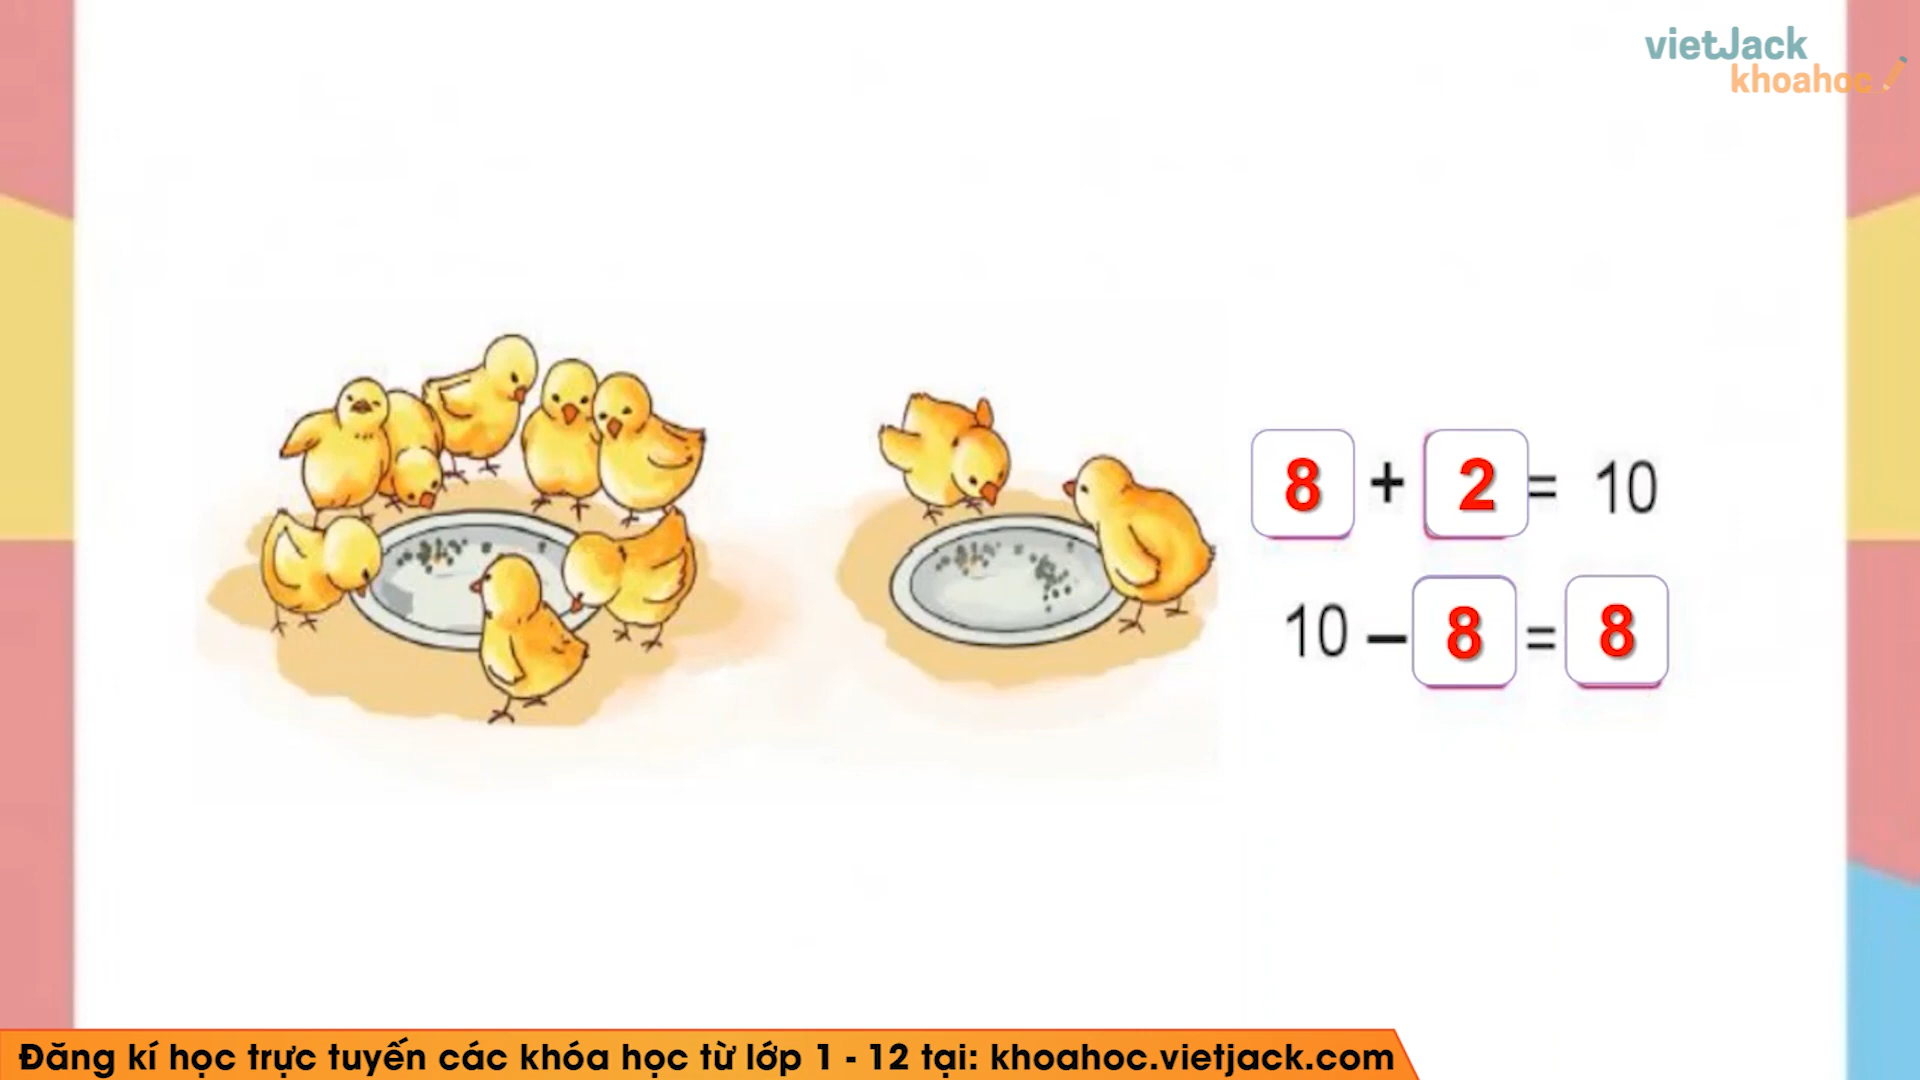 vietJack
khoahoc
8 + 2 = 10
10 – 8 = 8
Đăng kí học trực tuyến các khóa học từ lớp 1 - 12 tại: khoahoc.vietjack.com